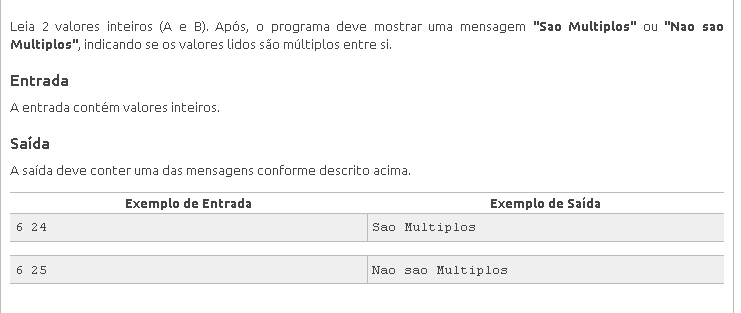 Leia 2 valores inteiros (A e B). Após, o programa deve mostrar uma mensagem "Sao Multiplos" ou "Nao sao
Multiplos", indicando se os valores lidos são múltiplos entre si.
Entrada
A entrada contém valores inteiros.
Saída
A saída deve conter uma das mensagens conforme descrito acima.
Exemplo de Entrada Exemplo de Saída
6 24 Sao Multiplos
6 25 Nao sao Multiplos